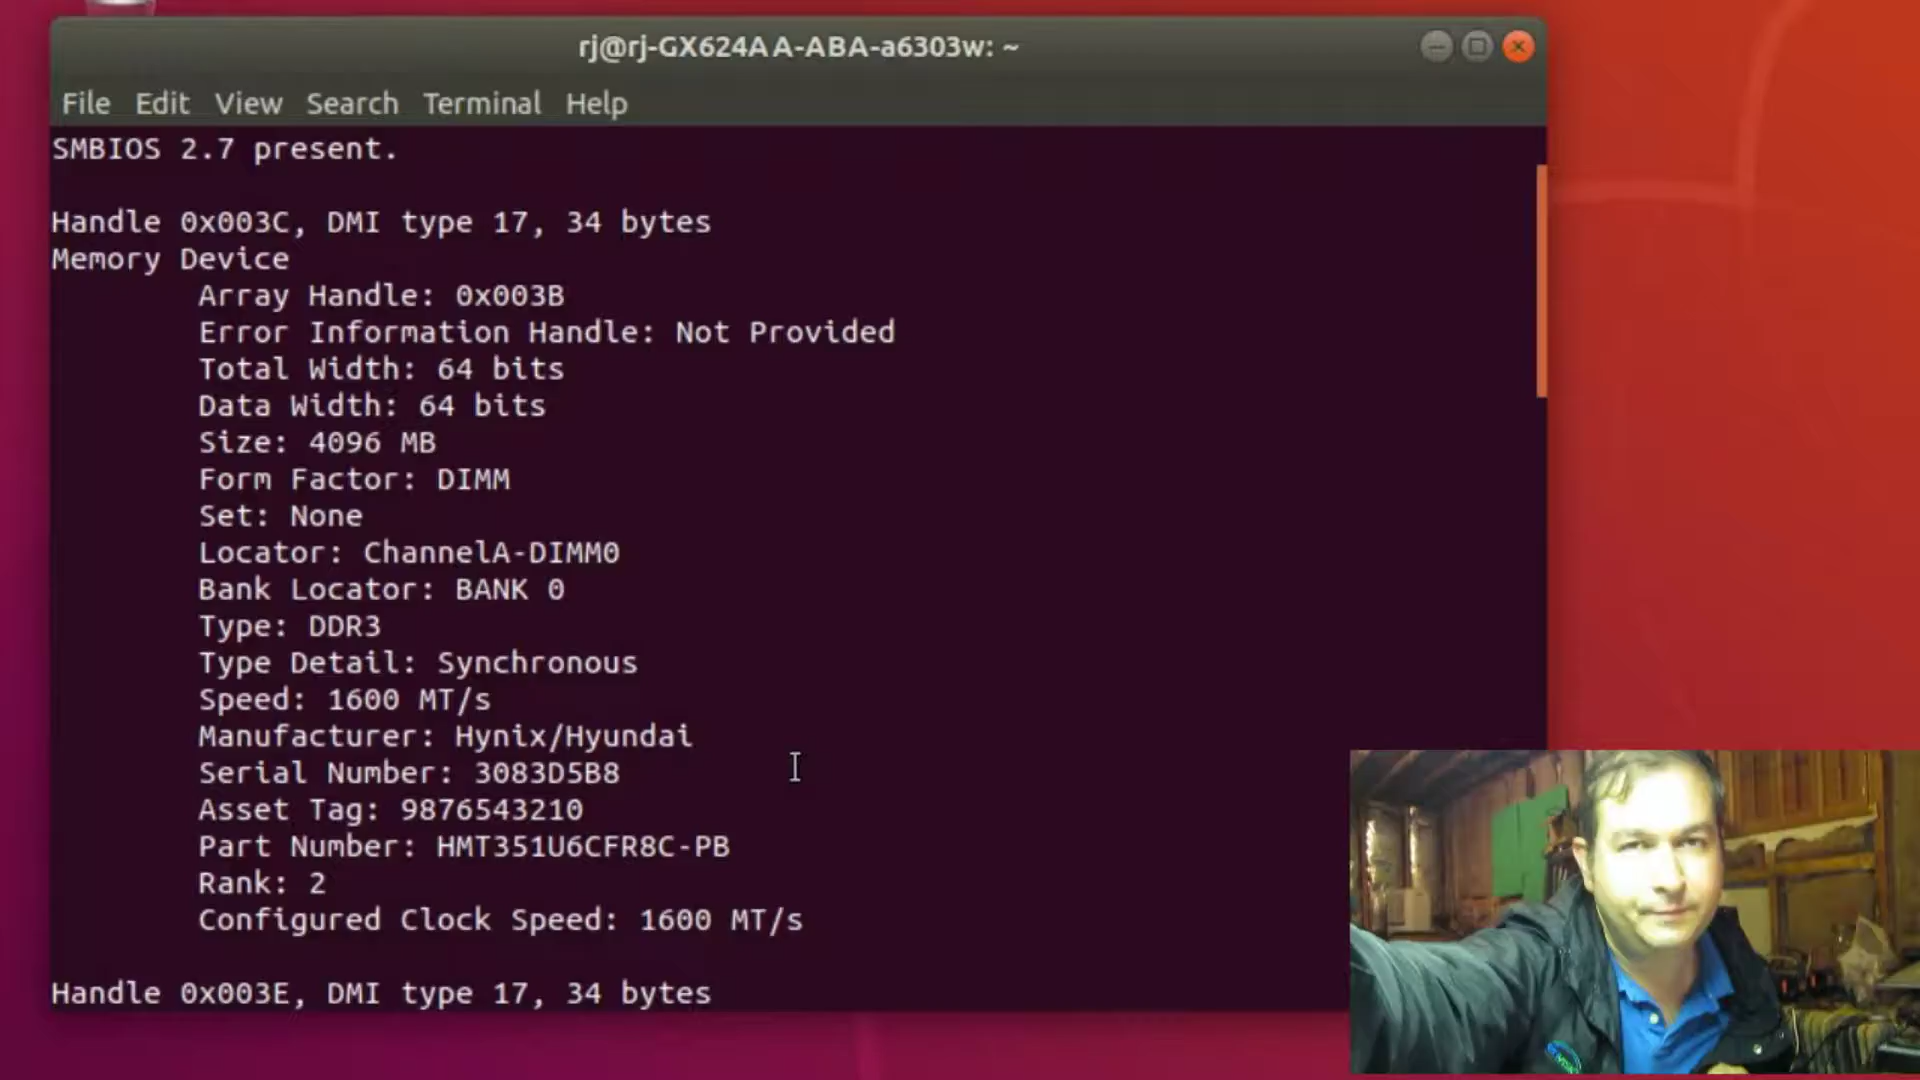 rj@rj-GX624AA-ABA-a6303w: ~
File Edit View Search Terminal Help
SMBIOS 2.7 present.
Handle 0x003C, DMI type 17, 34 bytes
Memory Device
Array Handle: 0x003B
Error Information Handle: Not Provided
Total Width: 64 bits
Data Width: 64 bits
Size: 4096 MB
Form Factor: DIMM
Set: None
Locator: ChannelA-DIMM0
Bank Locator: BANK 0
Type: DDR3
Type Detail: Synchronous
Speed: 1600 MT/s
Manufacturer: Hynix/Hyundai
Serial Number: 3083D5B8
Asset Tag: 9876543210
Part Number: HMT351U6CFR8C-PB
Rank: 2
Configured Clock Speed: 1600 MT/s
Handle 0x003E, DMI type 17, 34 bytes